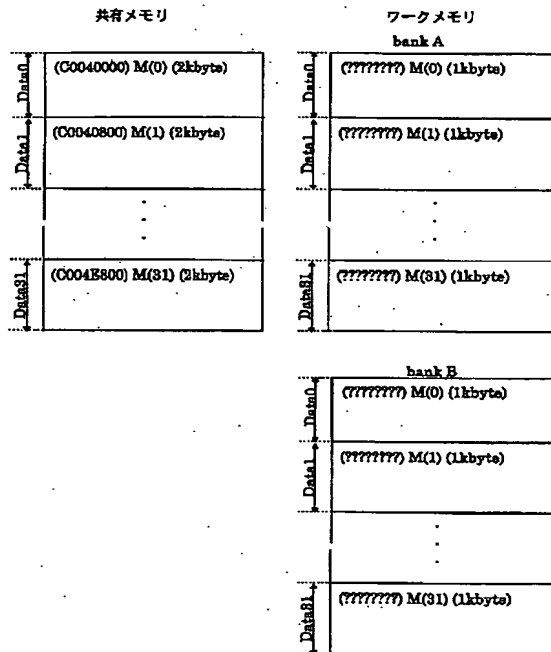 共有メモリ
(C0040000) M(0) (2kbyte)
Data0
(C0040800) M(1) (2kbyte)
Data1
(C004E800) M(31) (2kbyte)
Data31
ワークメモリ
bank A
(????????) M(0) (1kbyte)
Data0
(????????) M(1) (1kbyte)
Data1
(????????) M(31) (1kbyte)
Data31
bank B
(????????) M(0) (1kbyte)
Data0
(????????) M(1) (1kbyte)
Data1
(????????) M(31) (1kbyte)
Data31